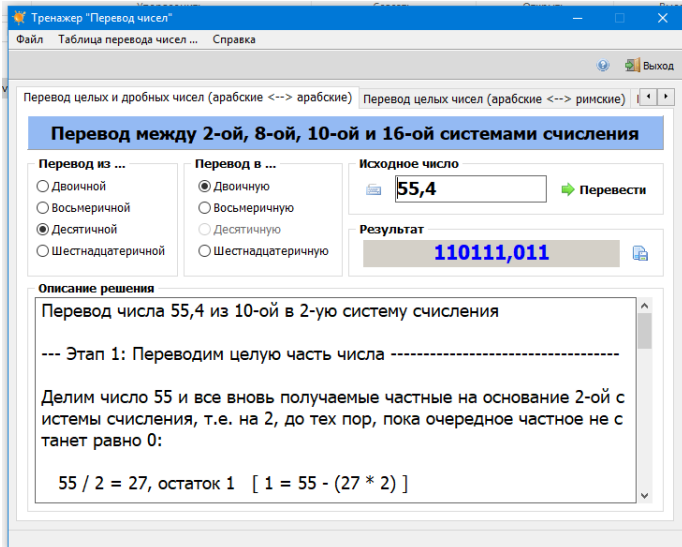 Тренажер "Перевод чисел"
Файл Таблица перевода чисел ... Справка
Выход
Перевод целых и дробных чисел (арабские <--> арабские) Перевод целых чисел (арабские <--> римские)
Перевод между 2-ой, 8-ой, 10-ой и 16-ой системами счисления
Перевод из ...
Двоичной
Восьмеричной
Десятичной
Шестнадцатеричной
Перевод в ...
Двоичную
Восьмеричную
Десятичную
Шестнадцатеричную
Исходное число
55,4
Перевести
Результат
110111,011
Описание решения
Перевод числа 55,4 из 10-ой в 2-ую систему счисления
--- Этап 1: Переводим целую часть числа -----------------------------------
Делим число 55 и все вновь получаемые частные на основание 2-ой с
истемы счисления, т.е. на 2, до тех пор, пока очередное частное не с
танет равно 0:
55 / 2 = 27, остаток 1 [ 1 = 55 - (27 * 2) ]